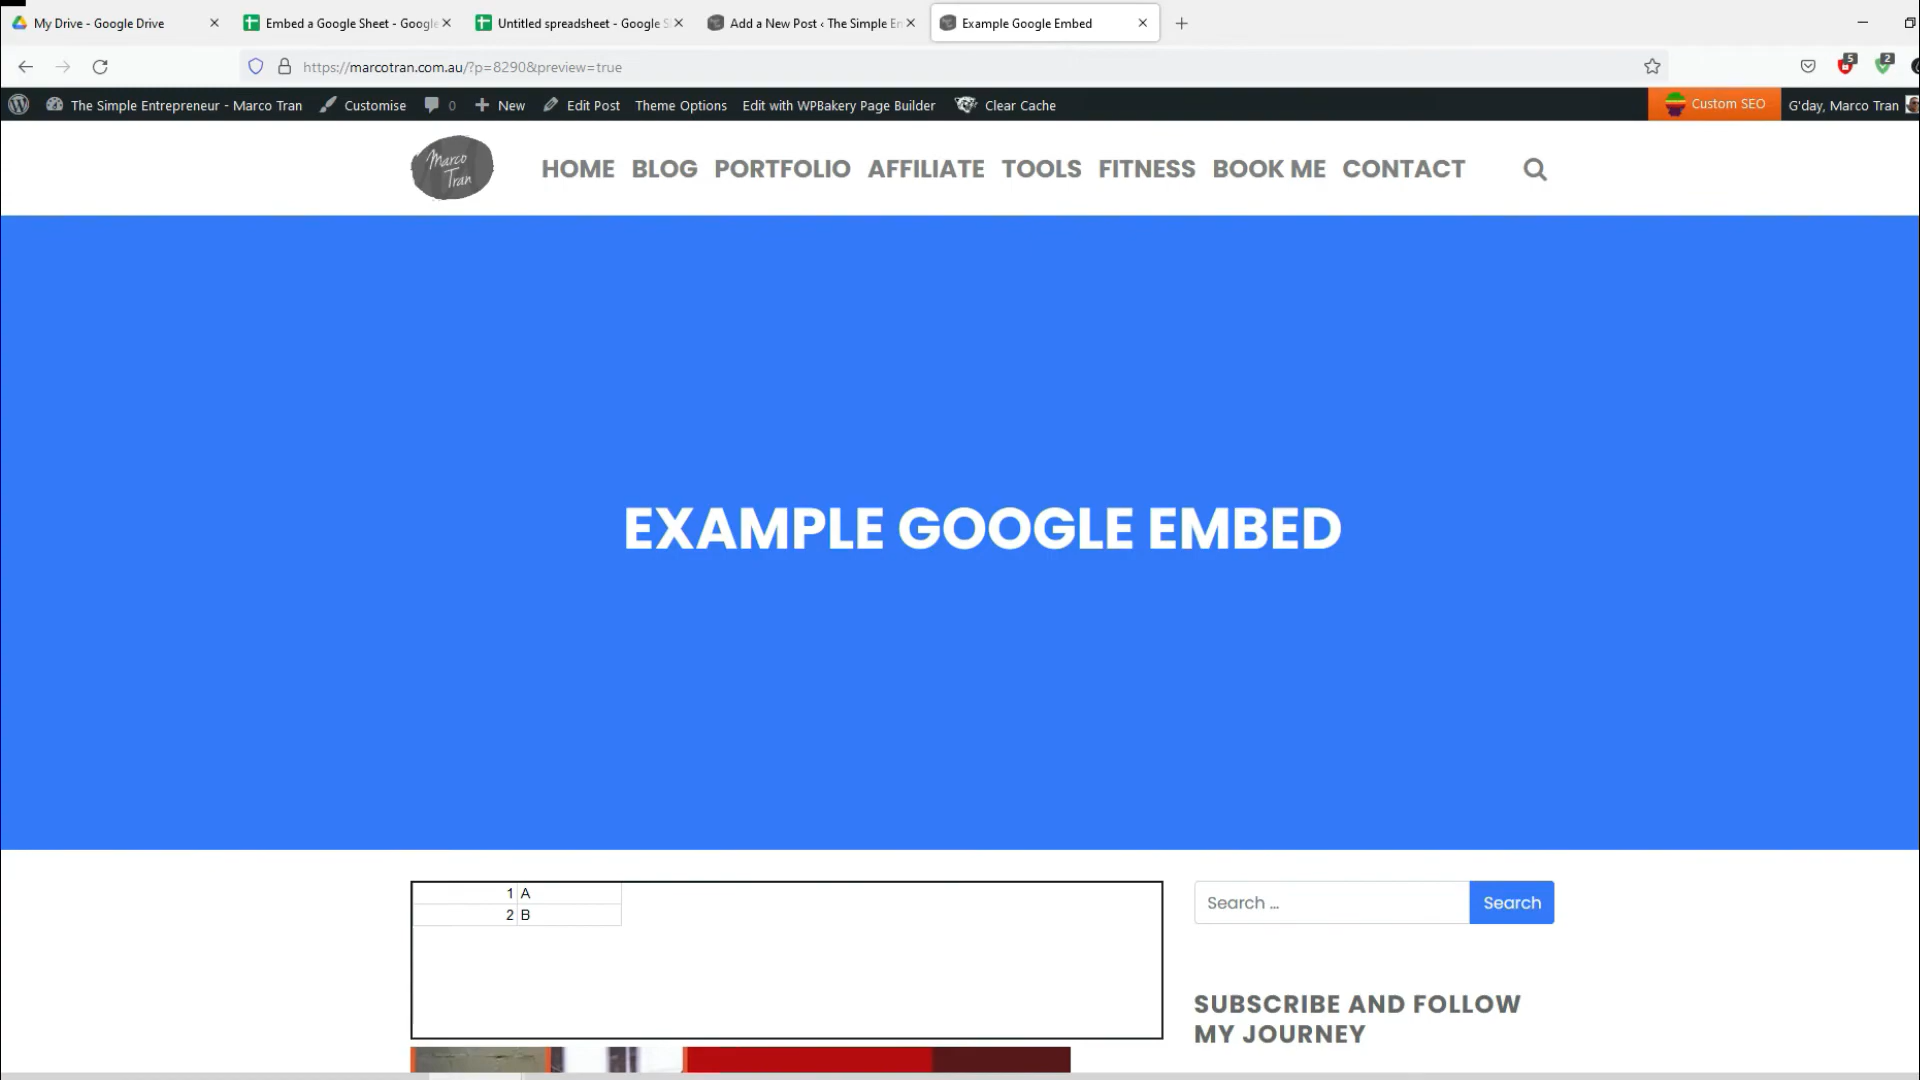 My Drive - Google Drive
Embed a Google Sheet - Google
Untitled spreadsheet - Google S
Add a New Post ‹ The Simple En
Example Google Embed
https://marcotran.com.au/?p=8290&preview=true
5
2
The Simple Entrepreneur - Marco Tran
Customise
0
New
Edit Post
Theme Options
Edit with WPBakery Page Builder
Clear Cache
Custom SEO
G'day, Marco Tran
Marco
Tran
HOME
BLOG
PORTFOLIO
AFFILIATE
TOOLS
FITNESS
BOOK ME
CONTACT
EXAMPLE GOOGLE EMBED
1 A
2 B
Search ...
Search
SUBSCRIBE AND FOLLOW
MY JOURNEY